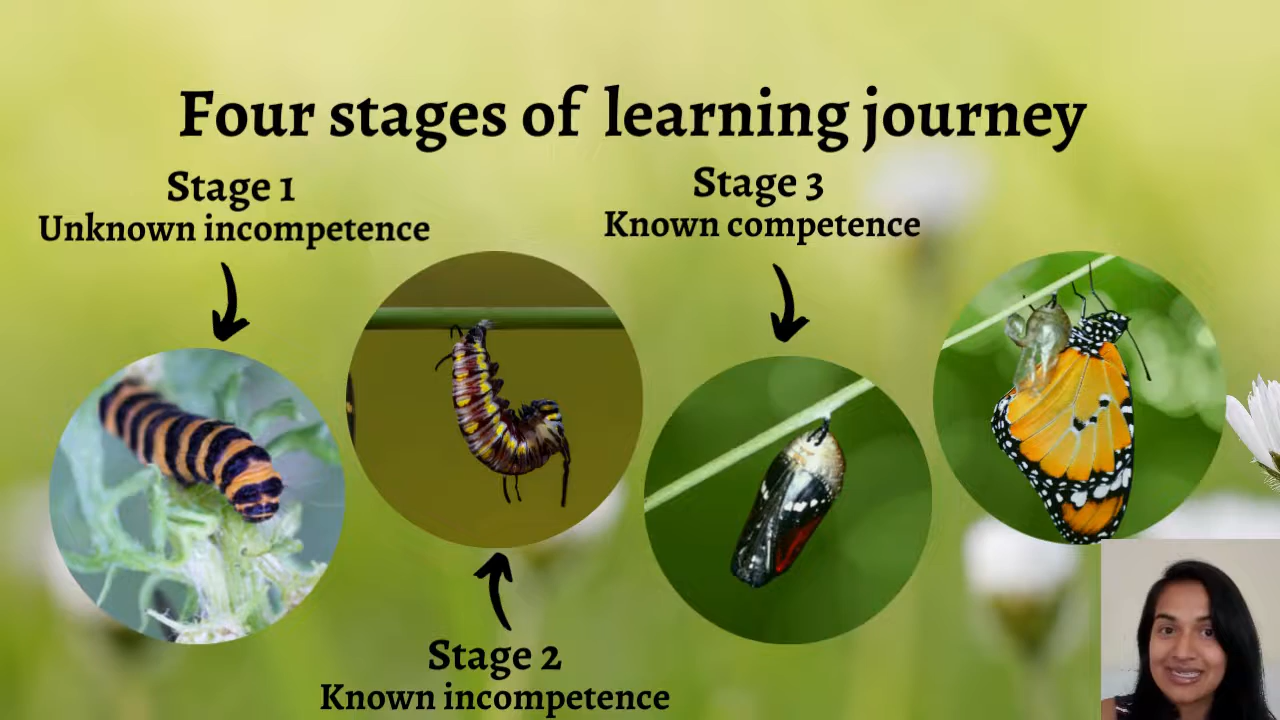 Four stages of learning journey
Stage 1
Unknown incompetence
Stage 3
Known competence
Stage 2
Known incompetence